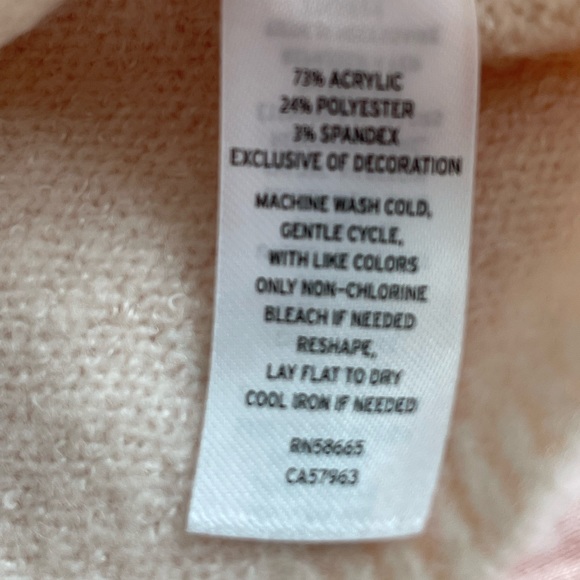 73% ACRYLIC
24% POLYESTER
3% SPANDEX
EXCLUSIVE OF DECORATION
MACHINE WASH COLD,
GENTLE CYCLE,
WITH LIKE COLORS
ONLY NON-CHLORINE
BLEACH IF NEEDED
RESHAPE,
LAY FLAT TO DRY
COOL IRON IF NEEDED
RN58665
CA57963